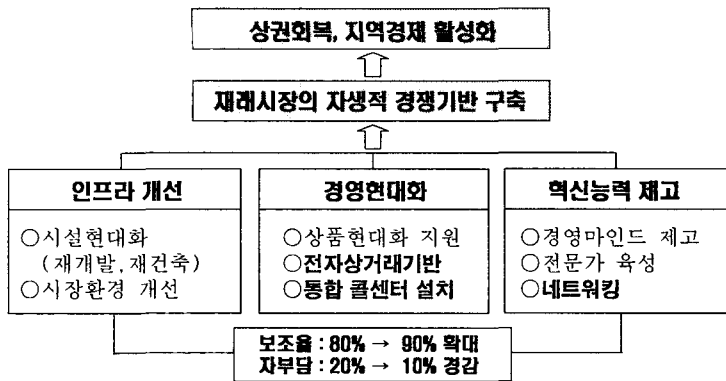 상권회복, 지역경제 활성화
재래시장의 자생적 경쟁기반 구축
인프라 개선
○시설현대화
(재개발,재건축)
○시장환경 개선
경영현대화
○상품현대화 지원
○전자상거래기반
○통합 콜센터 설치
혁신능력 재고
○경영마인드 제고
○전문가 육성
○네트워킹
보조율 : 80% → 90% 확대
자부담 : 20% → 10% 경감